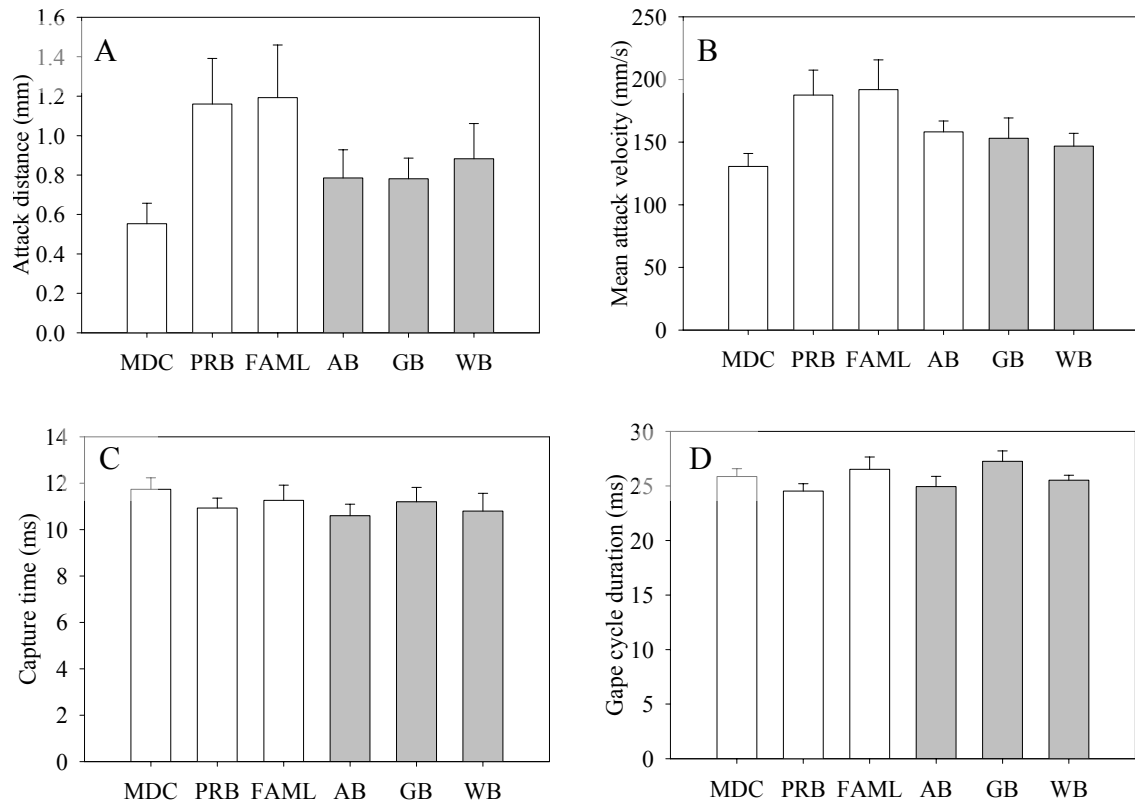 A
Attack distance (mm)
1.6
1.4
1.2
1.0
0.8
0.6
0.4
0.2
0.0
MDC PRB FAML AB GB WB
B
Mean attack velocity (mm/s)
250
200
150
100
50
0
MDC PRB FAML AB GB WB
C
Capture time (ms)
14
12
10
8
6
4
2
0
MDC PRB FAML AB GB WB
D
Gape cycle duration (ms)
30
25
20
15
10
5
0
MDC PRB FAML AB GB WB